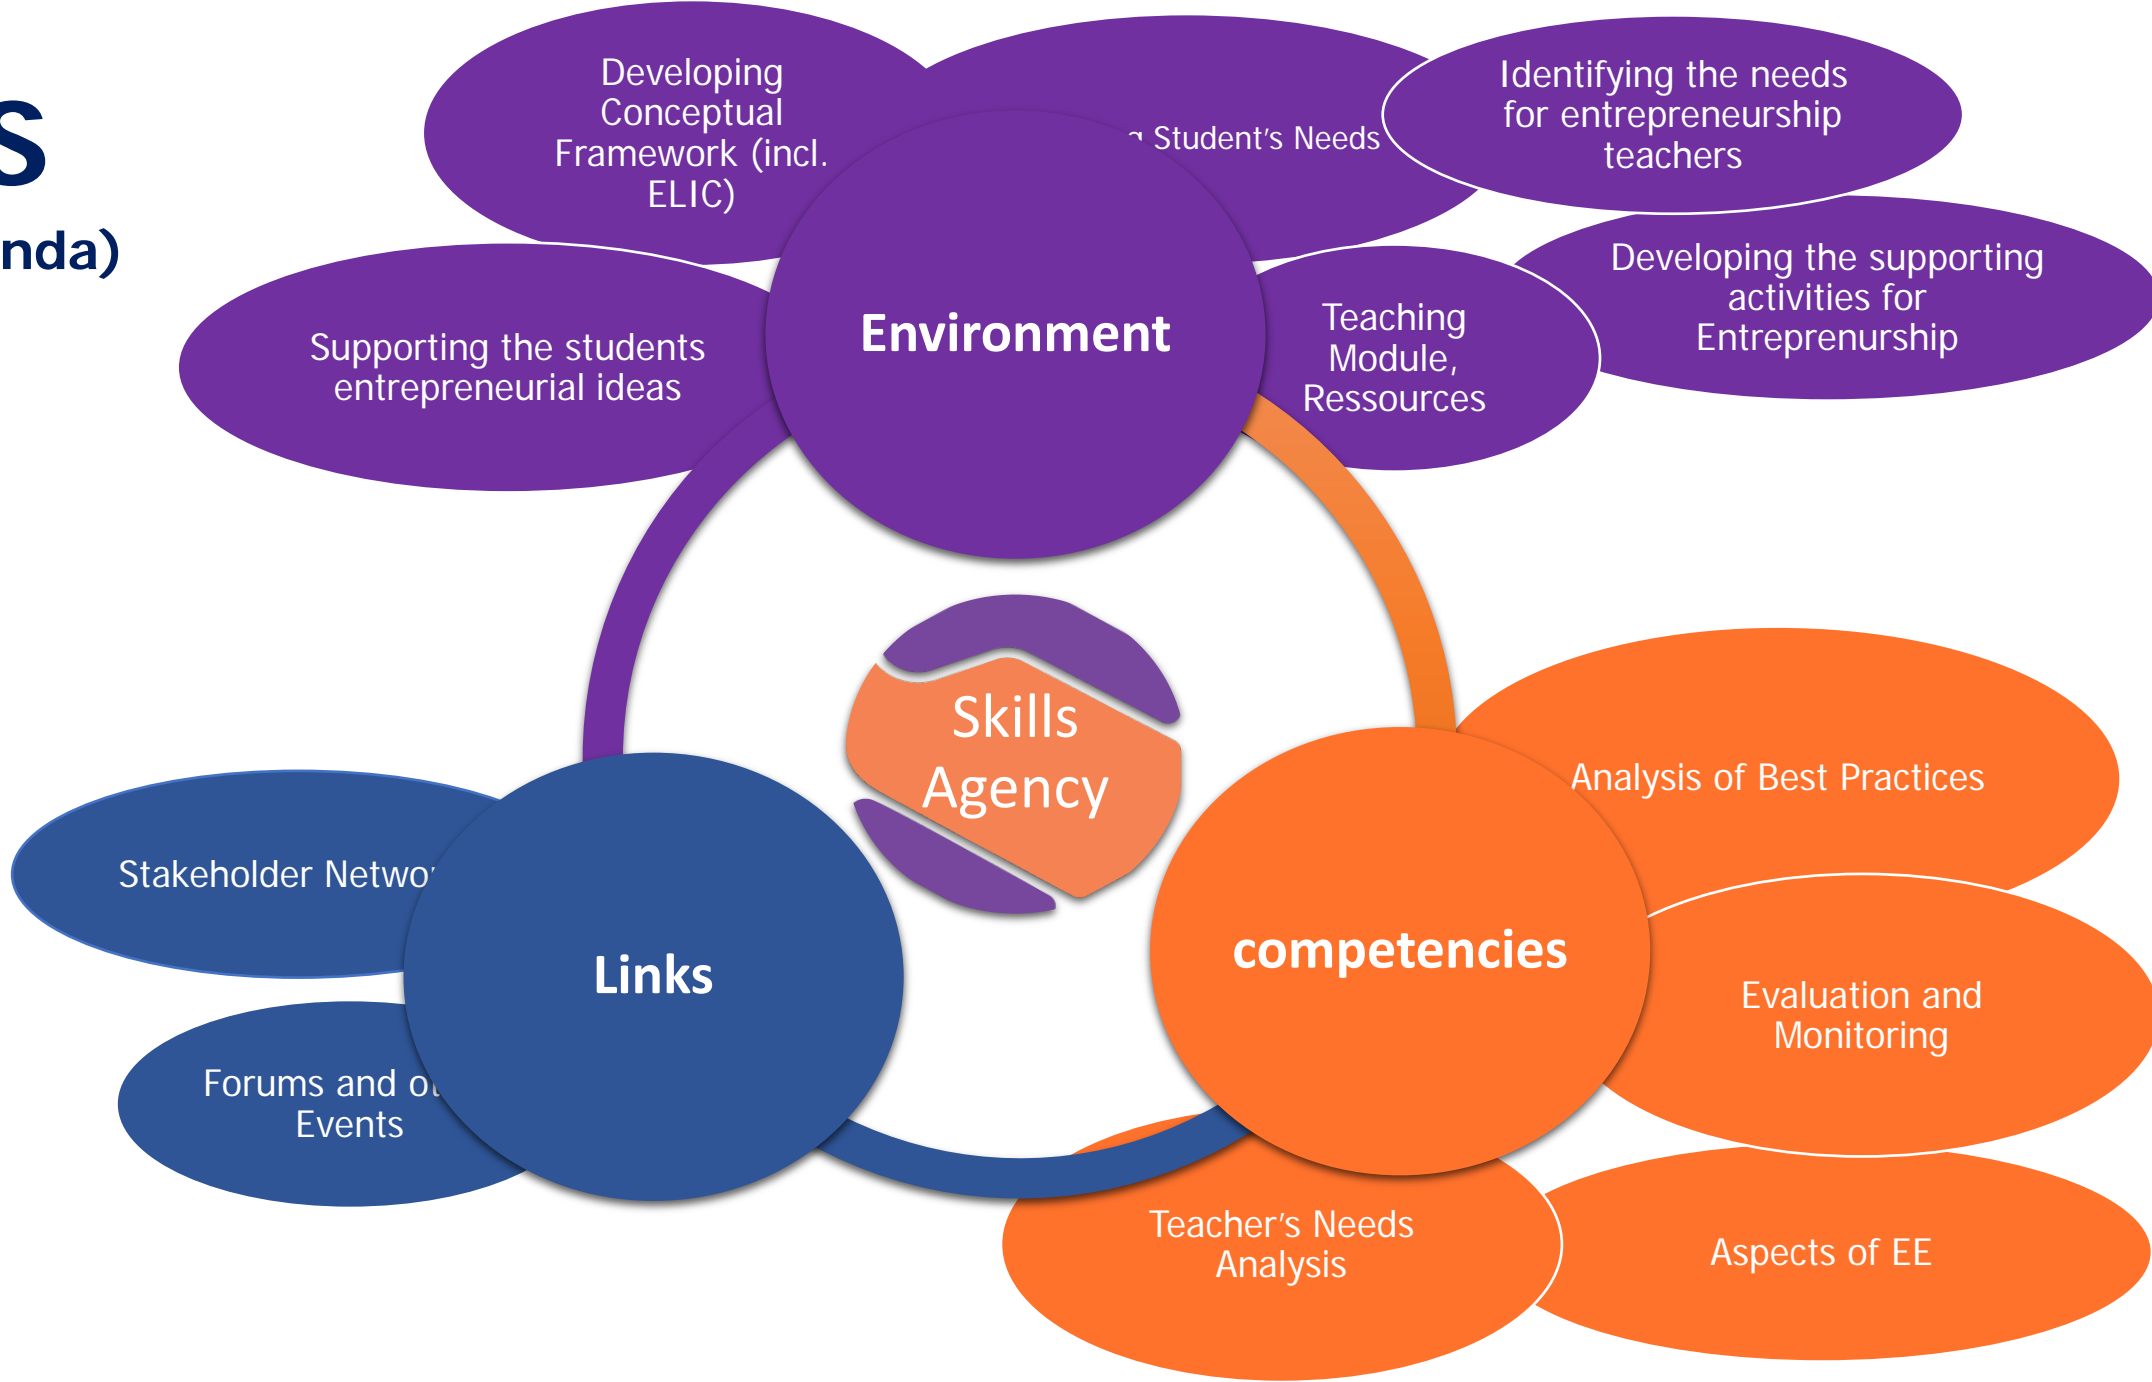 S
nda)
Developing
Conceptual
Framework (incl.
ELIC)
Student's Needs
Identifying the needs
for entrepreneurship
teachers
Developing the supporting
activities for
Entreprenurship
Teaching
Module,
Ressources
Supporting the students
entrepreneurial ideas
Environment
Skills
Agency
Analysis of Best Practices
Stakeholder
Links
competencies
Evaluation and
Monitoring
Forums and
Events
Teacher's Needs
Analysis
Aspects of EE